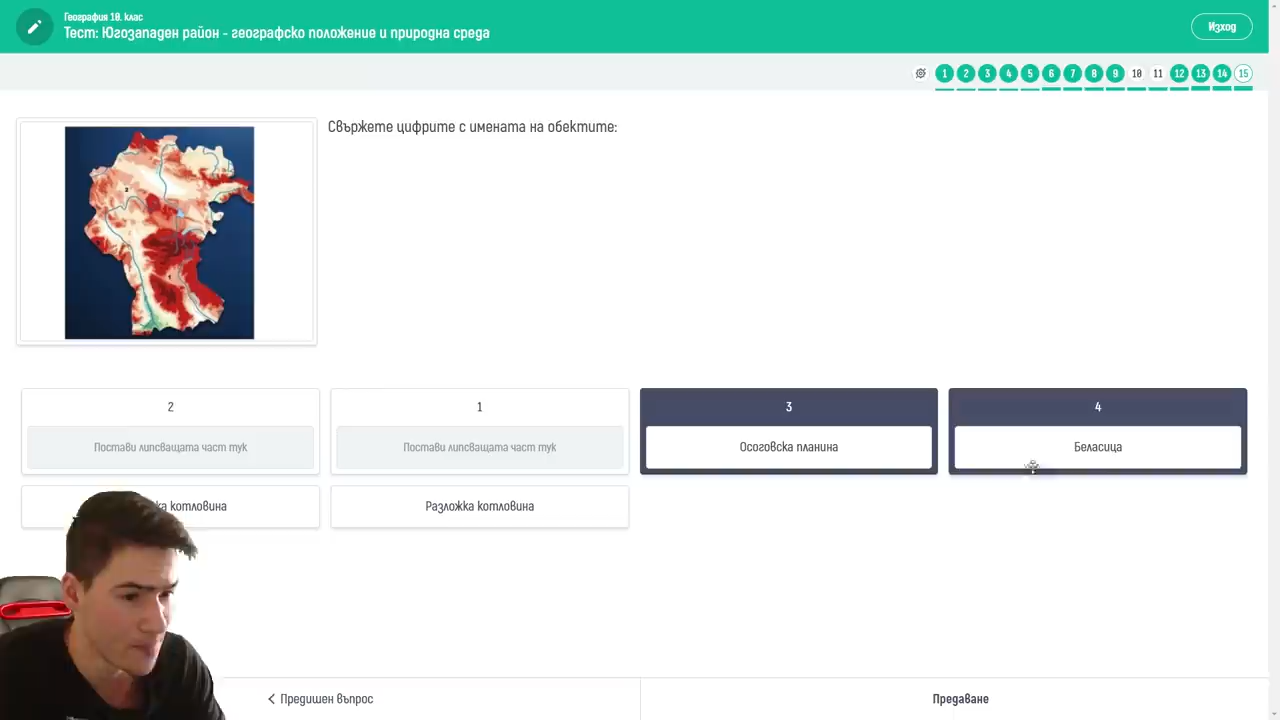 География 10. клас
Тест: Югозападен район - географско положение и природна среда
Изход
1 2 3 4 5 6 7 8 9 10 11 12 13 14 15
Свържете цифрите с имената на обектите:
2
1
3
4
Постави липсващата част тук
Постави липсващата част тук
Осоговска планина
Беласица
котловина
Разложка котловина
Предишен въпрос
Предаване